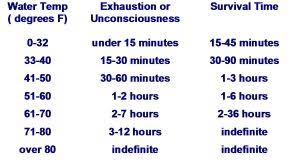 Water Temp Exhaustion or Survival Time
( degrees F) Unconsciousness
0-32 under 15 minutes 15-45 minutes
33-40 15-30 minutes 30-90 minutes
41-50 30-60 minutes 1-3 hours
51-60 1-2 hours 1-6 hours
61-70 2-7 hours 2-36 hours
71-80 3-12 hours indefinite
over 80 indefinite indefinite